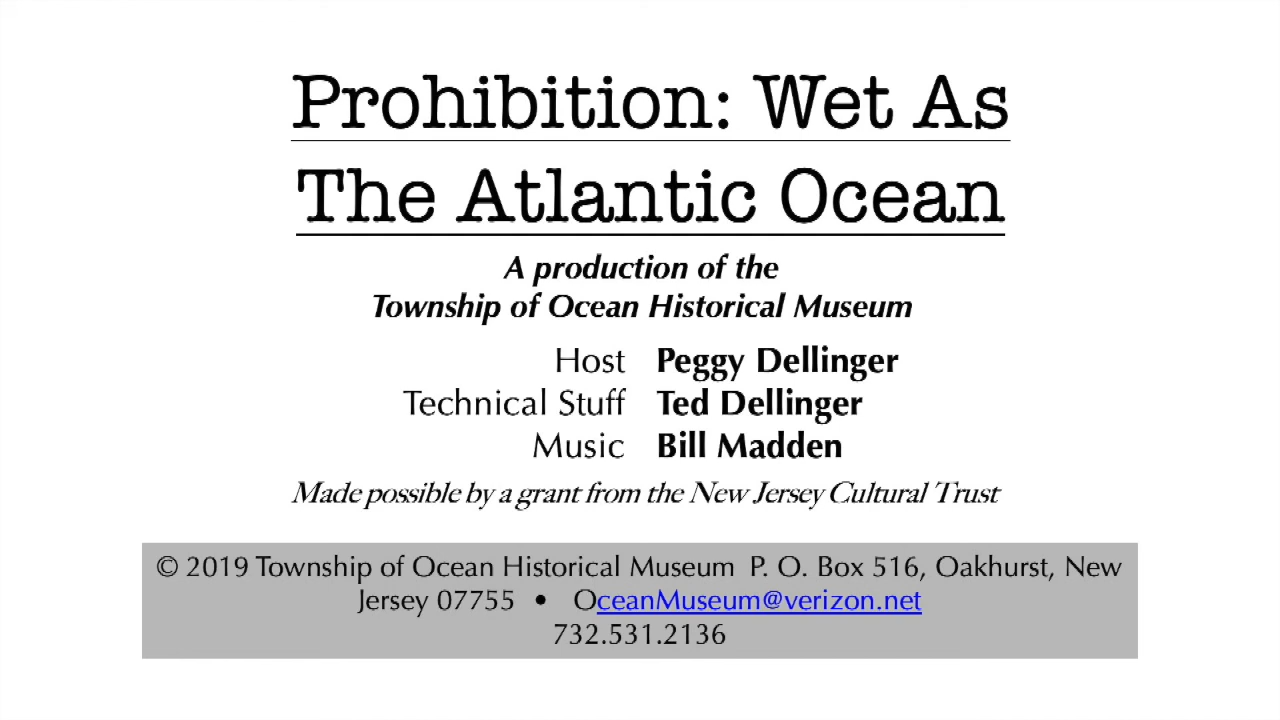 Prohibition: Wet As
The Atlantic Ocean
A production of the
Township of Ocean Historical Museum
Host Peggy Dellinger
Technical Stuff Ted Dellinger
Music Bill Madden
Made possible by a grant from the New Jersey Cultural Trust
© 2019 Township of Ocean Historical Museum P. O. Box 516, Oakhurst, New
Jersey 07755 • OceanMuseum@verizon.net
732.531.2136